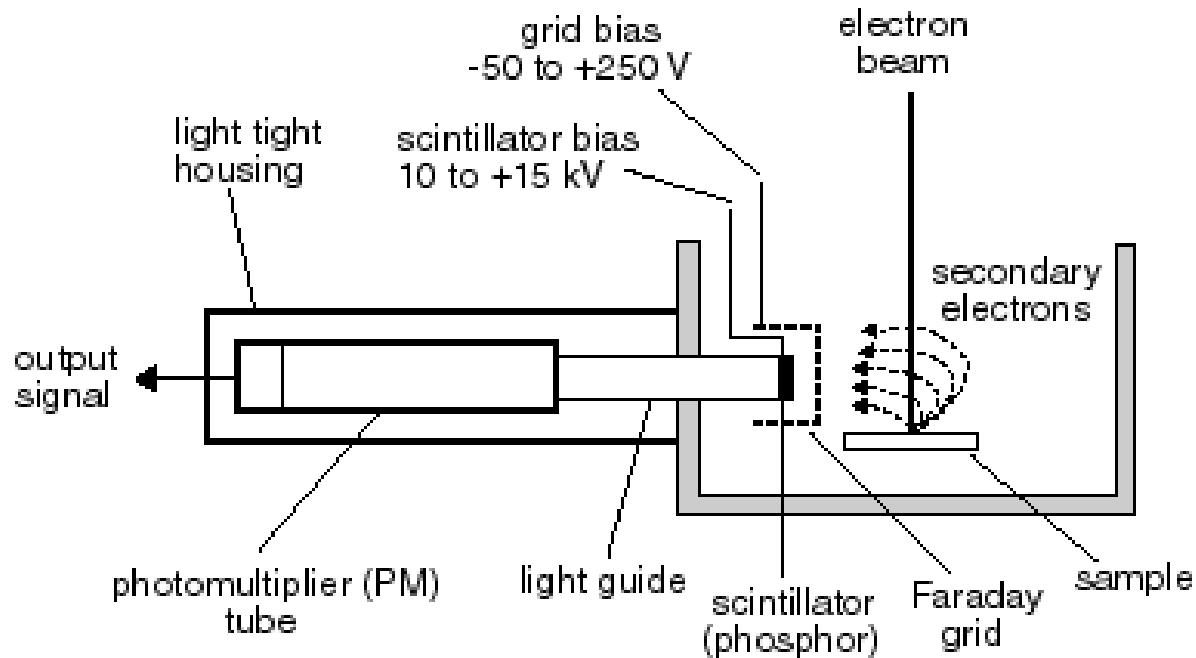 grid bias
-50 to +250 V
electron
beam
light tight
housing
scintillator bias
10 to +15 kV
secondary
electrons
output
signal
photomultiplier (PM)
tube
light guide
scintillator
(phosphor)
Faraday
grid
sample